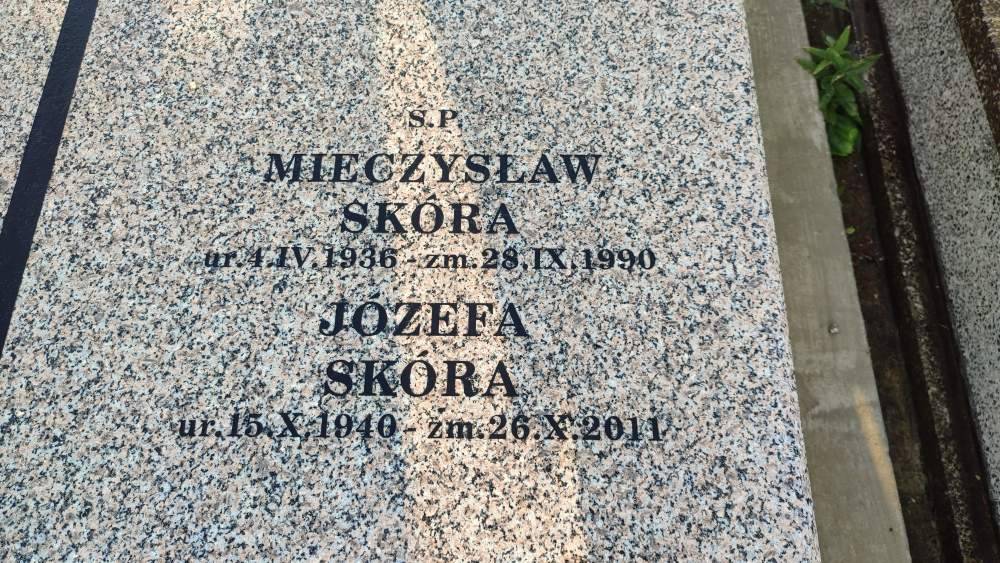 Ś.P
MIECZYSŁAW
SKÓRA
ur.4.IV.1936 - zm.28.IX.1990
JÓZEFA
SKÓRA
ur.15.X.1940 - zm.26.X.2011